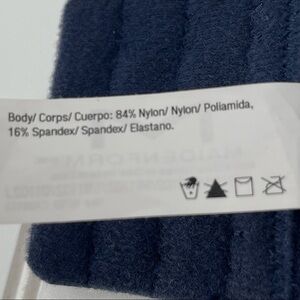 Body/ Corps/ Cuerpo: 84% Nylon/ Nylon/ Poliamida,
16% Spandex/ Spandex/ Elastano.